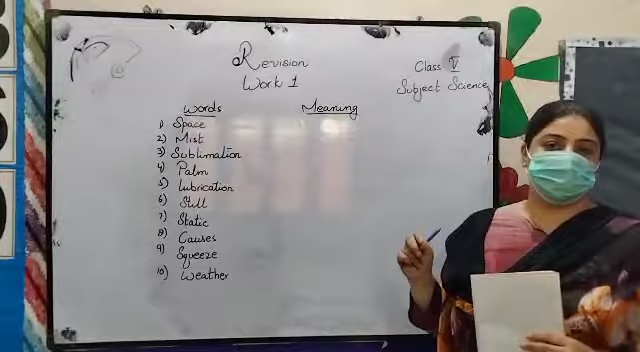 Revision
Work 1
Class V
Subject Science
Words Meaning
1) Space
2) Mist
3) Sublimation
4) Palm
5) Lubrication
6) Still
7) Static
8) Causes
9) Squeeze
10) Weather